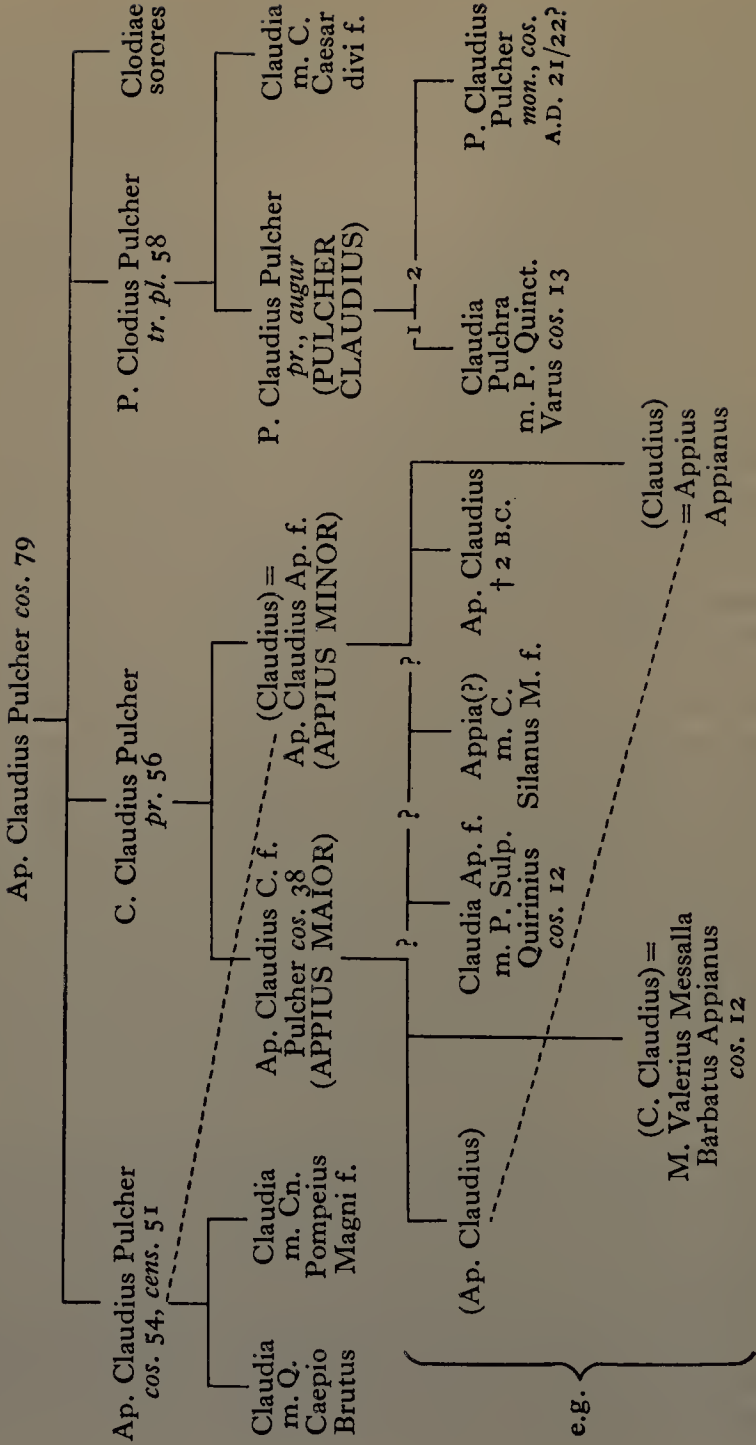 Ap. Claudius Pulcher cos. 79
Ap. Claudius Pulcher
cos. 54, cens. 51
C. Claudius Pulcher
pr. 56
P. Clodius Pulcher
tr. pl. 58
Clodiae
sorores
Claudia
m. Q.
Caepio
Brutus
Claudia
m. Cn.
Pompeius
Magni f.
Ap. Claudius C. f.
Pulcher cos. 38
(APPIUS MAIOR)
(Claudius) =
Ap. Claudius Ap. f.
(APPIUS MINOR)
P. Claudius Pulcher
pr., augur
(PULCHER
CLAUDIUS)
Claudia
m. C.
Caesar
divi f.
? ? ?
1 2
(Ap. Claudius)
Claudia Ap. f.
m. P. Sulp.
Quirinius
cos. 12
Appia(?)
m. C.
Silanus M. f.
Ap. Claudius
† 2 B.C.
Claudia
Pulchra
m. P. Quinct.
Varus cos. 13
P. Claudius
Pulcher
mon., cos.
A.D. 21/22?
e.g.
(C. Claudius) =
M. Valerius Messalla
Barbatus Appianus
cos. 12
(Claudius)
= Appius
Appianus